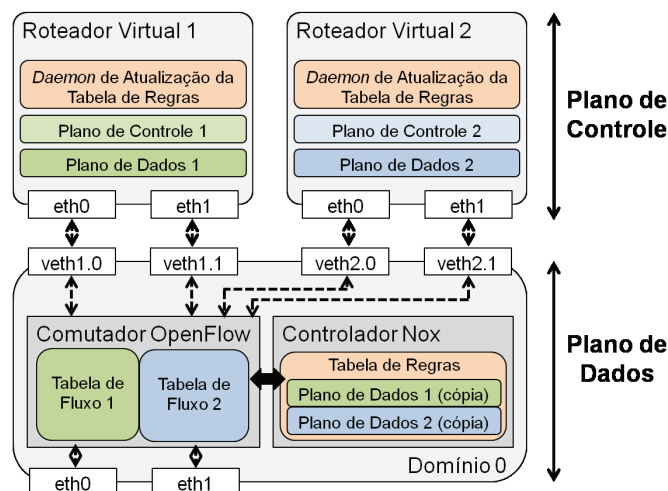 Roteador Virtual 1
Daemon de Atualização da
Tabela de Regras
Plano de Controle 1
Plano de Dados 1
eth0
eth1
Roteador Virtual 2
Daemon de Atualização da
Tabela de Regras
Plano de Controle 2
Plano de Dados 2
eth0
eth1
Plano de
Controle
veth1.0
veth1.1
veth2.0
veth2.1
Comutador OpenFlow
Tabela de
Fluxo 1
Tabela de
Fluxo 2
Controlador Nox
Tabela de Regras
Plano de Dados 1 (cópia)
Plano de Dados 2 (cópia)
Plano de
Dados
eth0
eth1
Domínio 0